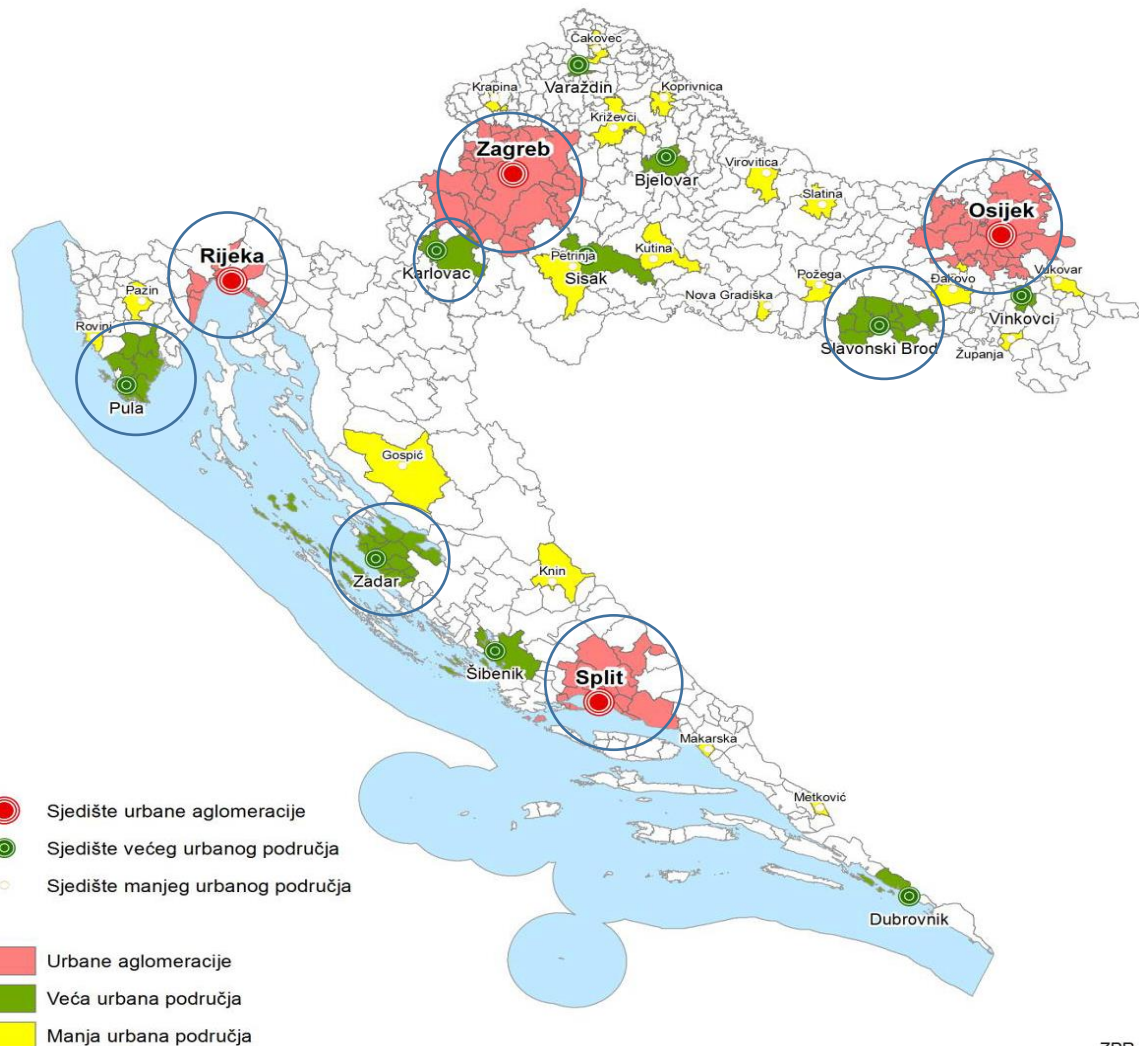 Čakovec
Varaždin
Krapina
Koprivnica
Križevci
Zagreb
Bjelovar
Virovitica
Slatina
Osijek
Rijeka
Karlovac
Petrinja
Sisak
Kutina
Požega
Đakovo
Vukovar
Pazin
Nova Gradiška
Vinkovci
Rovinj
Slavonski Brod
Županja
Pula
Gospić
Zadar
Knin
Šibenik
Split
Makarska
Metković
Dubrovnik
Sjedište urbane aglomeracije
Sjedište većeg urbanog područja
Sjedište manjeg urbanog područja
Urbane aglomeracije
Veća urbana područja
Manja urbana područja